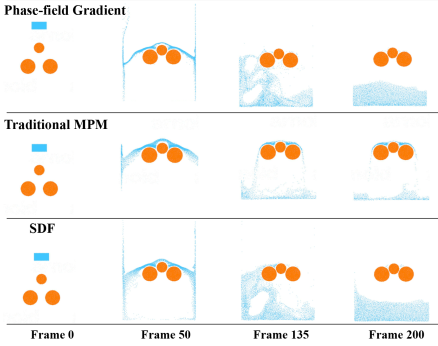 Phase-field Gradient
Traditional MPM
SDF
Frame 0 Frame 50 Frame 135 Frame 200